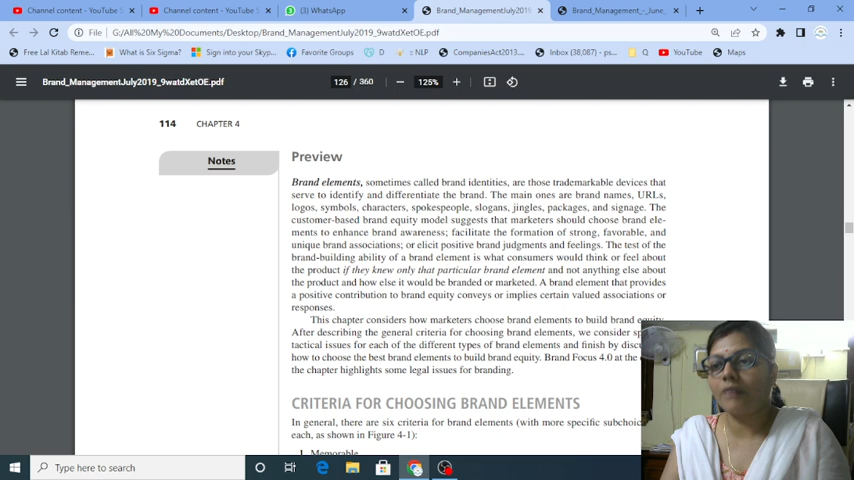 Channel content - YouTube S
Channel content - YouTube S
(3) WhatsApp
Brand_ManagementJuly2019
Brand_Management_-_June_
File | G:/All%20My%20Documents/Desktop/Brand_ManagementJuly2019_9watdXetOE.pdf
Free Lal Kitab Rem...
What is Six Sigma?
Sign into your Skyp...
Favorite Groups
D
:: NLP
CompaniesAct2013....
Inbox (38,087) - ps...
Q
YouTube
Maps
Brand_ManagementJuly2019_9watdXetOE.pdf
126 / 360
125%
114 CHAPTER 4
Notes
Preview
Brand elements, sometimes called brand identities, are those trademarkable devices that
serve to identify and differentiate the brand. The main ones are brand names, URLs,
logos, symbols, characters, spokespeople, slogans, jingles, packages, and signage. The
customer-based brand equity model suggests that marketers should choose brand ele-
ments to enhance brand awareness; facilitate the formation of strong, favorable, and
unique brand associations; or elicit positive brand judgments and feelings. The test of the
brand-building ability of a brand element is what consumers would think or feel about
the product if they knew only that particular brand element and not anything else about
the product and how else it would be branded or marketed. A brand element that provides
a positive contribution to brand equity conveys or implies certain valued associations or
responses.
This chapter considers how marketers choose brand elements to build brand equity.
After describing the general criteria for choosing brand elements, we consider sp
tactical issues for each of the different types of brand elements and finish by discu
how to choose the best brand elements to build brand equity. Brand Focus 4.0 at the
the chapter highlights some legal issues for branding.
CRITERIA FOR CHOOSING BRAND ELEMENTS
In general, there are six criteria for brand elements (with more specific subchoic
each, as shown in Figure 4-1):
1. Memorable
Type here to search